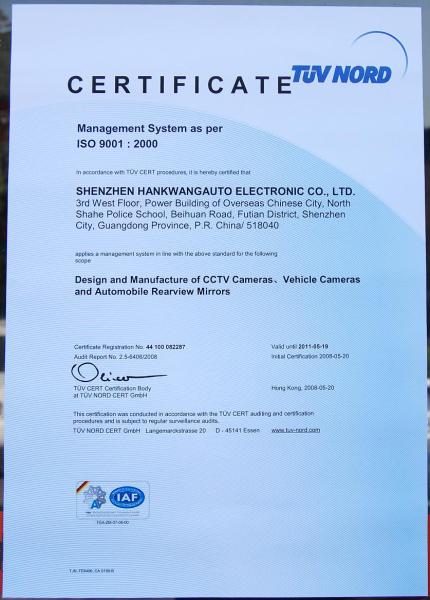 TÜV NORD
CERTIFICATE
Management System as per
ISO 9001 : 2000
In accordance with TÜV CERT procedures, it is hereby certified that
SHENZHEN HANKWANGAUTO ELECTRONIC CO., LTD.
3rd West Floor, Power Building of Overseas Chinese City, North
Shahe Police School, Beihuan Road, Futian District, Shenzhen
City, Guangdong Province, P.R. China/ 518040
applies a management system in line with the above standard for the following
scope
Design and Manufacture of CCTV Cameras、Vehicle Cameras
and Automobile Rearview Mirrors
Certificate Registration No. 44 100 082287
Valid until 2011-05-19
Audit Report No. 2.5-6406/2008
Initial Certification 2008-05-20
TÜV CERT Certification Body
at TÜV NORD CERT GmbH
Hong Kong, 2008-05-20
This certification was conducted in accordance with the TÜV CERT auditing and certification
procedures and is subject to regular surveillance audits.
TÜV NORD CERT GmbH Langemarckstrasse 20 D - 45141 Essen www.tuv-nord.com
IAF
TGA-ZM-07-06-00